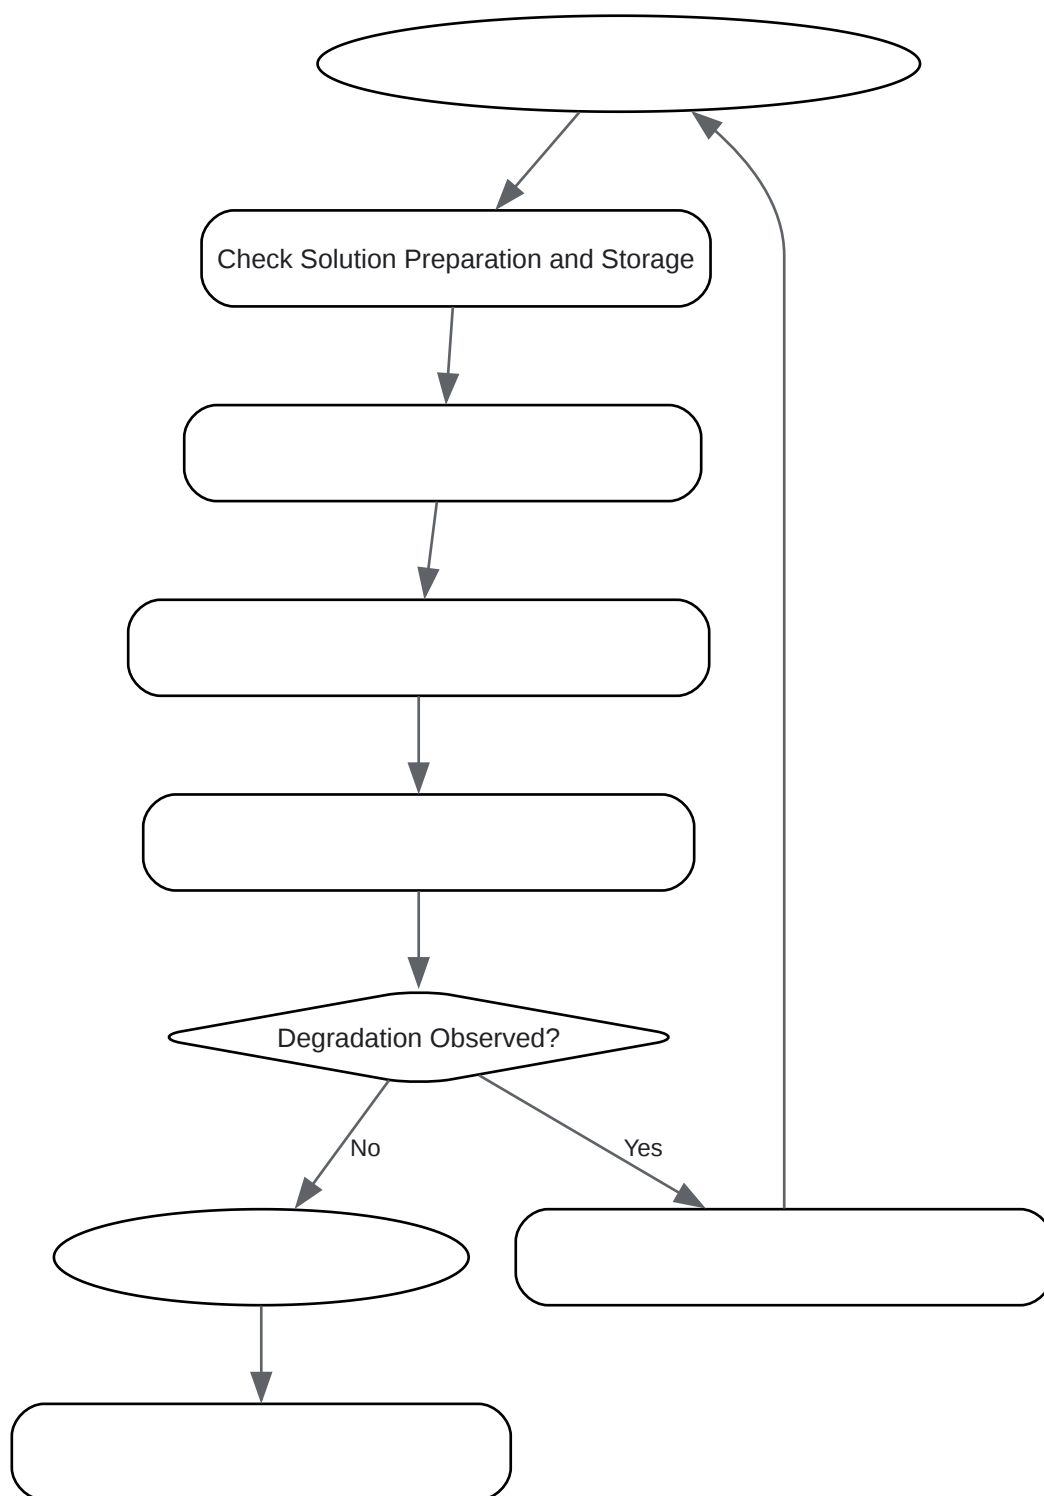 Check Solution Preparation and Storage
Degradation Observed?
No
Yes